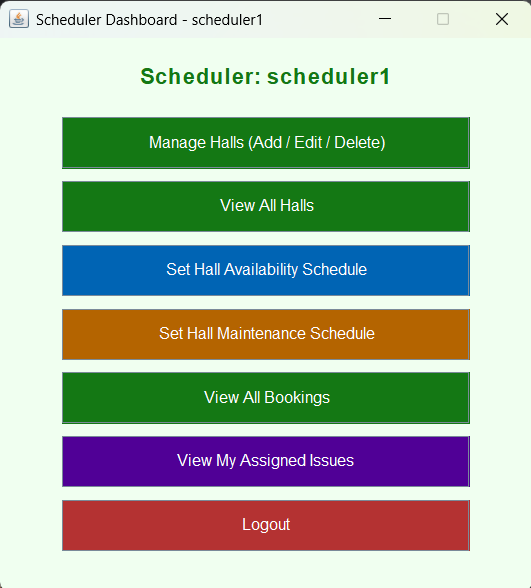 Scheduler Dashboard - scheduler1
Scheduler: scheduler1
Manage Halls (Add / Edit / Delete)
View All Halls
Set Hall Availability Schedule
Set Hall Maintenance Schedule
View All Bookings
View My Assigned Issues
Logout